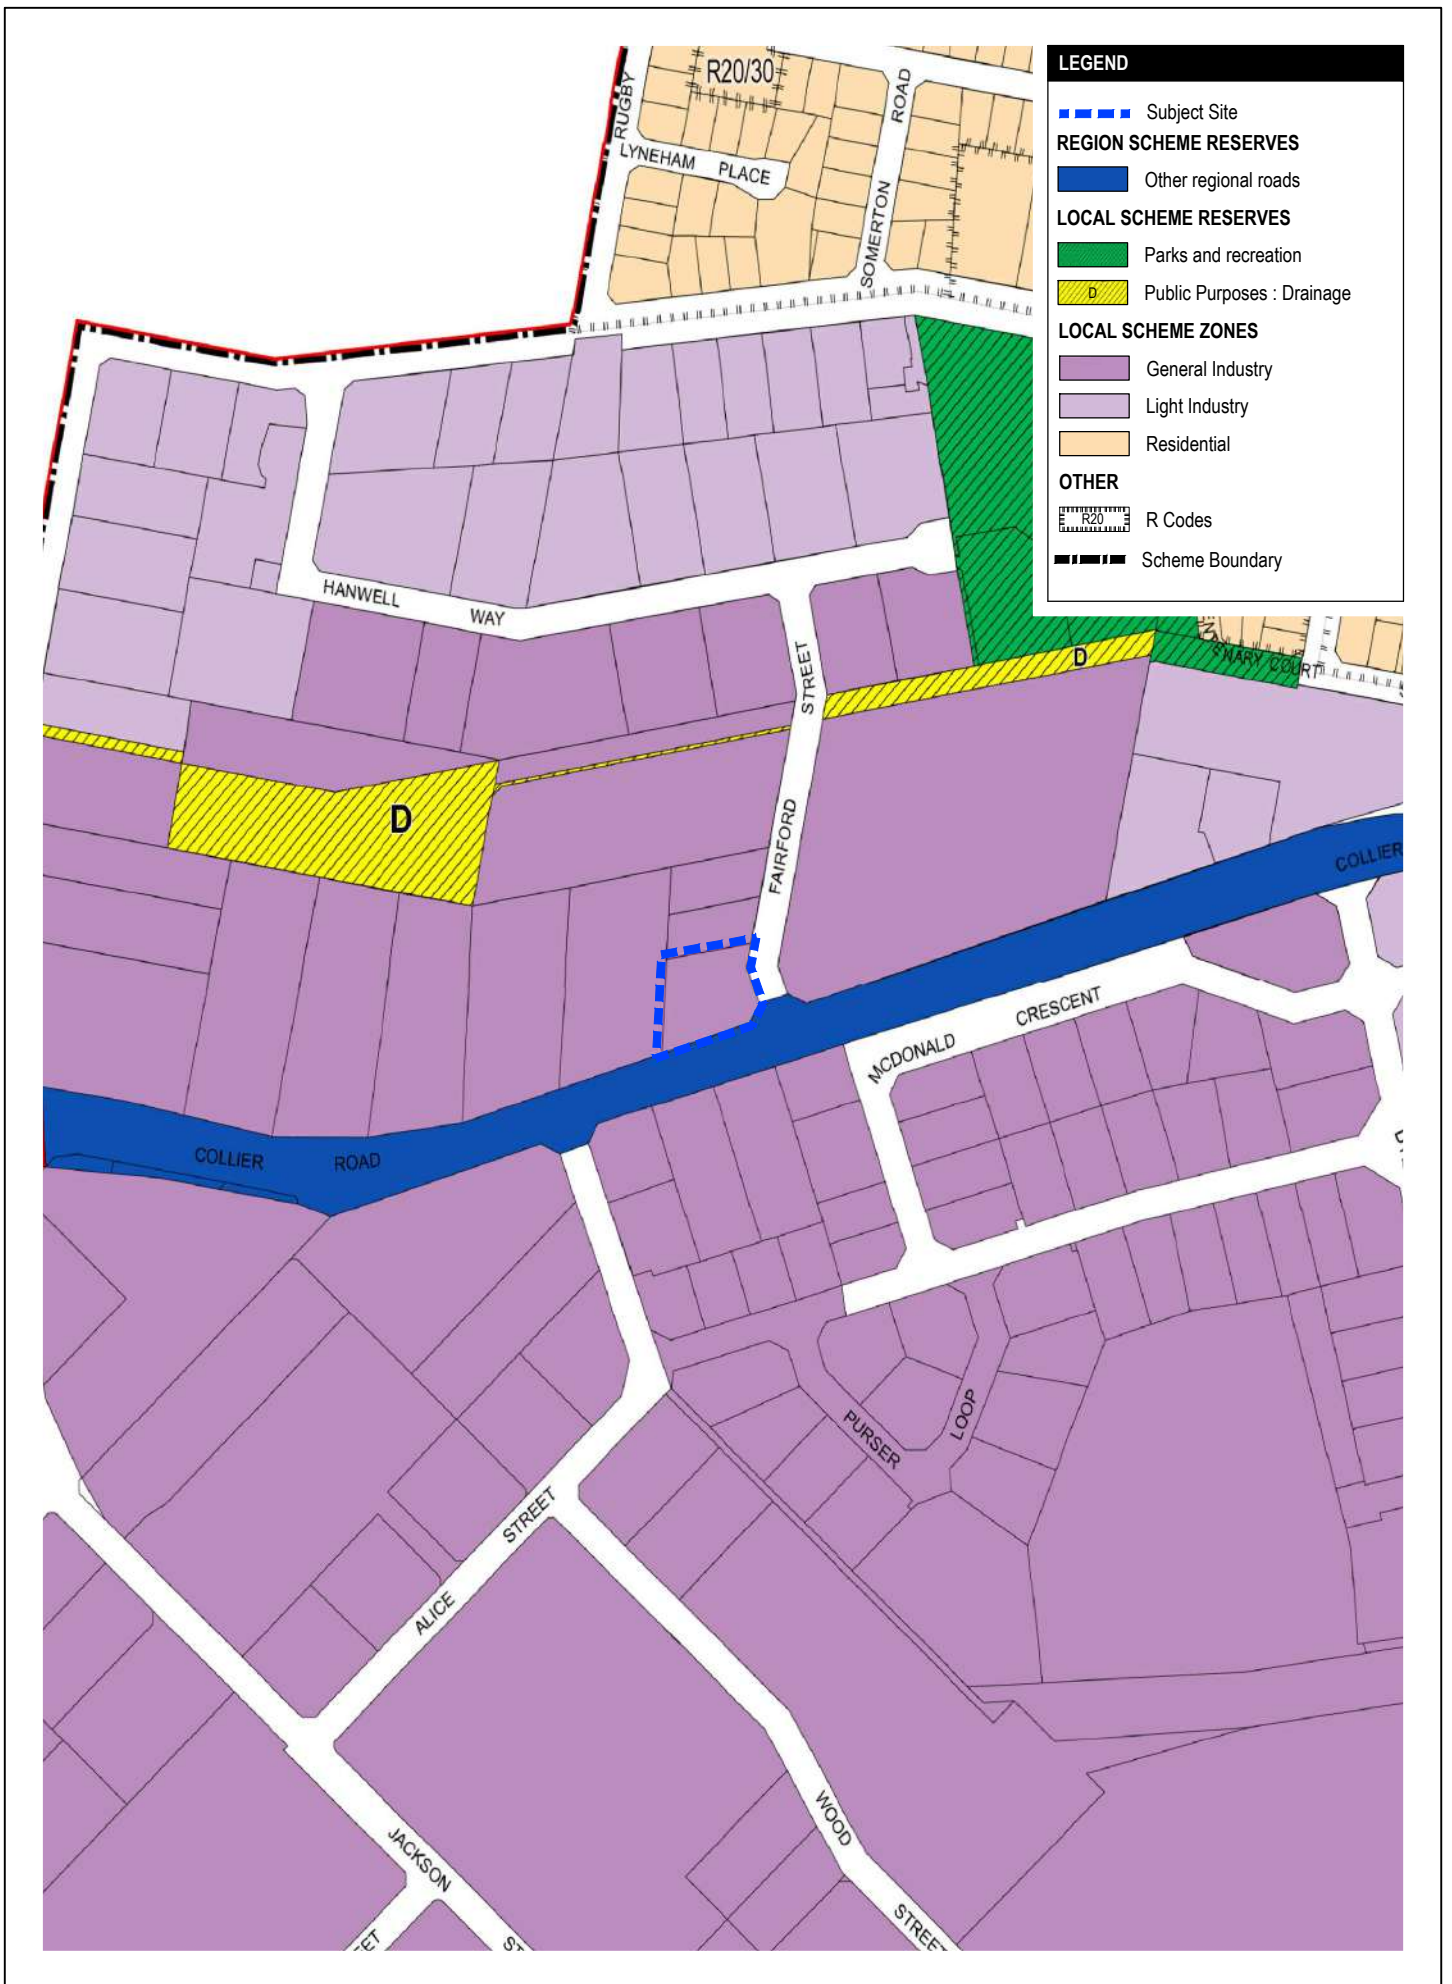 LEGEND
Subject Site
REGION SCHEME RESERVES
Other regional roads
LOCAL SCHEME RESERVES
Parks and recreation
D
Public Purposes : Drainage
LOCAL SCHEME ZONES
General Industry
Light Industry
Residential
OTHER
R20
R Codes
Scheme Boundary
R20/30
RUGBY
LYNEHAM PLACE
SOMERTON ROAD
HANWELL WAY
FAIRFORD STREET
D
D
COURT
COLLIER
MCDONALD CRESCENT
COLLIER ROAD
PURSER LOOP
ALICE STREET
JACKSON
WOOD STREET